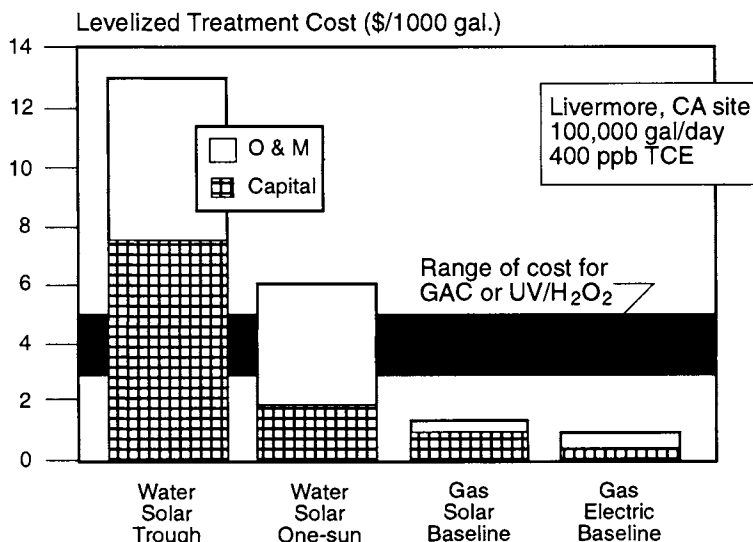 Levelized Treatment Cost ($/1000 gal.)
14
12
10
8
6
4
2
0
O & M
Capital
Livermore, CA site
100,000 gal/day
400 ppb TCE
Range of cost for
GAC or UV/H₂O₂
Water
Solar
Trough
Water
Solar
One-sun
Gas
Solar
Baseline
Gas
Electric
Baseline